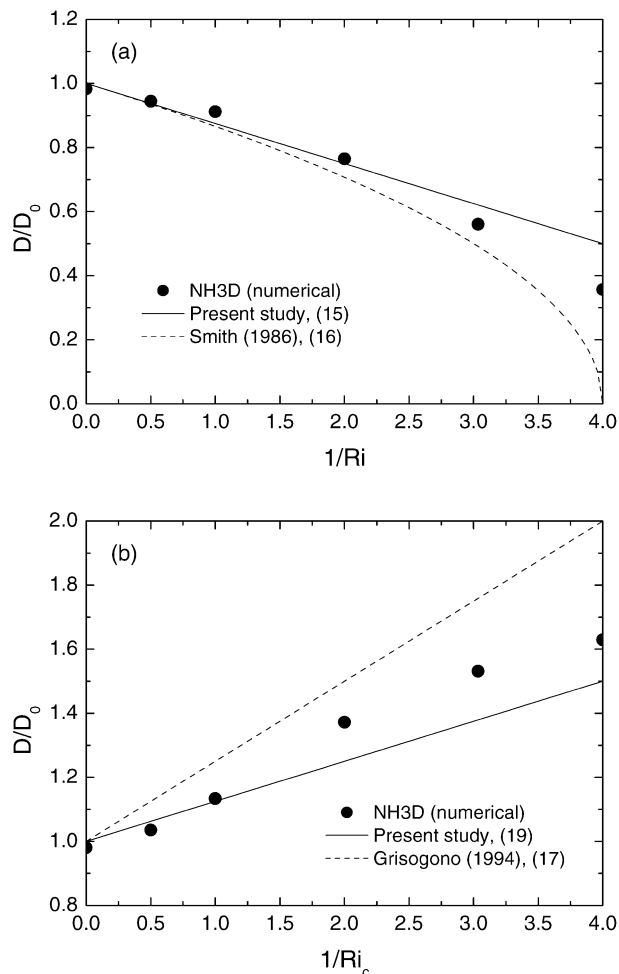 1.2
(a)
1.0
0.8
D/D0
0.6
0.4
NH3D (numerical)
Present study, (15)
Smith (1986), (16)
0.2
0.0
0.0 0.5 1.0 1.5 2.0 2.5 3.0 3.5 4.0
1/Ri
2.0
(b)
1.8
1.6
D/D0
1.4
1.2
NH3D (numerical)
Present study, (19)
Grisogono (1994), (17)
1.0
0.8
0.0 0.5 1.0 1.5 2.0 2.5 3.0 3.5 4.0
1/Ric